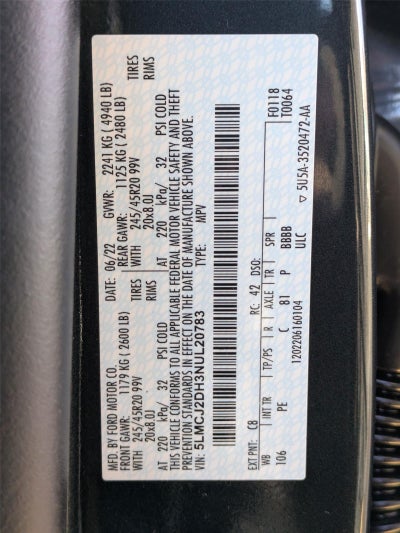 MFD. BY FORD MOTOR CO.
DATE: 06/22 GVWR: 2241 KG ( 4940 LB)
FRONT GAWR: 1179 KG ( 2600 LB) REAR GAWR: 1125 KG ( 2480 LB)
WITH 245/45R20 99V TIRES WITH 245/45R20 99V TIRES
20x8.0J RIMS 20x8.0J RIMS
AT 220 kPa/ 32 PSI COLD AT 220 kPa/ 32 PSI COLD
THIS VEHICLE CONFORMS TO ALL APPLICABLE FEDERAL MOTOR VEHICLE SAFETY AND THEFT
PREVENTION STANDARDS IN EFFECT ON THE DATE OF MANUFACTURE SHOWN ABOVE.
VIN: 5LMCJ2DH3NUL20783 TYPE: MPV
F0118
T0064
EXT PNT: E8 RC: 42 DSO:
WB INT TR TP/PS R AXLE TR SPR
106 PE C 81 P BBBB
ULC
1202206160104
▽ 5U5A-3520472-AA